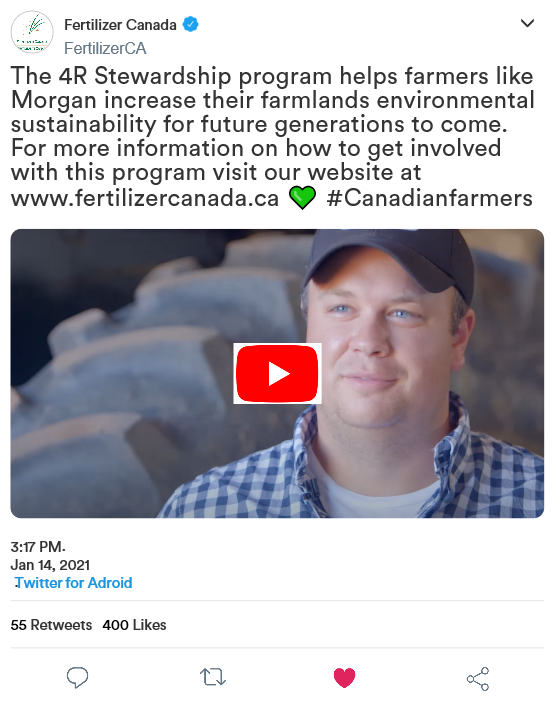 Fertilizer Canada
FertilizerCA
The 4R Stewardship program helps farmers like
Morgan increase their farmlands environmental
sustainability for future generations to come.
For more information on how to get involved
with this program visit our website at
www.fertilizercanada.ca 💚 #Canadianfarmers
3:17 PM.
Jan 14, 2021
.Twitter for Adroid
55 Retweets 400 Likes